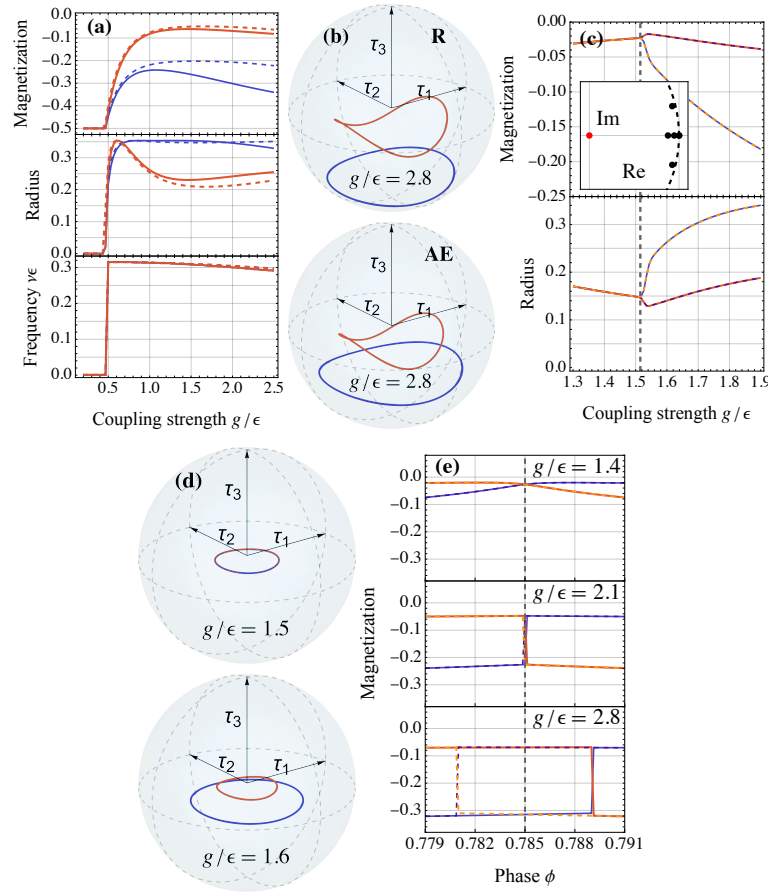 (a)
Magnetization
0.0
−0.1
−0.2
−0.3
−0.4
−0.5
Radius
0.3
0.2
0.1
0.0
Frequency νϵ
0.3
0.2
0.1
0.0
0.5 1.0 1.5 2.0 2.5
Coupling strength g/ϵ
(b)
R
τ3
τ2
τ1
g/ϵ = 2.8
AE
τ3
τ2
τ1
g/ϵ = 2.8
(c)
Magnetization
−0.00
−0.05
−0.10
−0.15
−0.20
−0.25
Im
Re
Radius
0.3
0.2
0.1
0.0
1.3 1.4 1.5 1.6 1.7 1.8 1.9
Coupling strength g/ϵ
(d)
τ3
τ2
τ1
g/ϵ = 1.5
τ3
τ2
τ1
g/ϵ = 1.6
(e)
g/ϵ = 1.4
0.0
−0.1
−0.2
−0.3
g/ϵ = 2.1
Magnetization
0.0
−0.1
−0.2
−0.3
g/ϵ = 2.8
0.0
−0.1
−0.2
−0.3
0.779 0.782 0.785 0.788 0.791
Phase ϕ